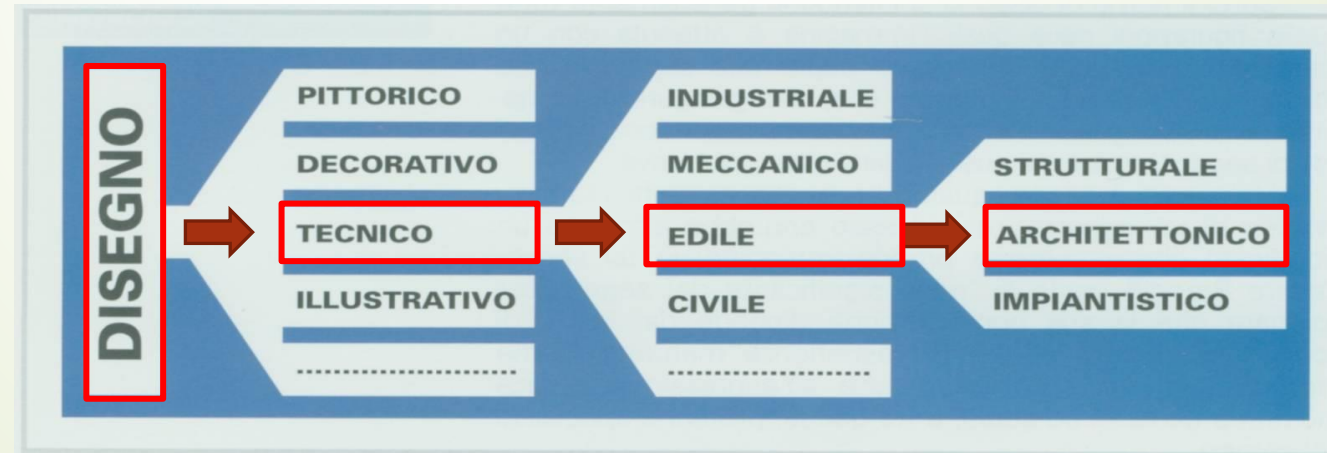 DISEGNO
PITTORICO
DECORATIVO
TECNICO
ILLUSTRATIVO
......................
INDUSTRIALE
MECCANICO
EDILE
CIVILE
....................
STRUTTURALE
ARCHITETTONICO
IMPIANTISTICO